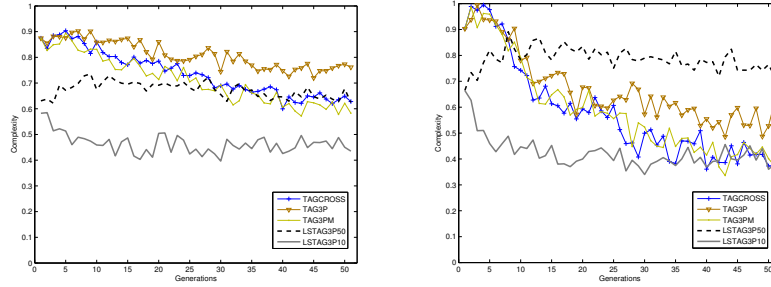 1
0.9
0.8
0.7
0.6
0.5
0.4
0.3
0.2
0.1
0
Complexity
0 5 10 15 20 25 30 35 40 45 50
Generations
TAGCROSS
TAG3P
TAG3PM
LSTAG3P50
LSTAG3P10
1
0.9
0.8
0.7
0.6
0.5
0.4
0.3
0.2
0.1
0
Complexity
0 5 10 15 20 25 30 35 40 45 50
Generations
TAGCROSS
TAG3P
TAG3PM
LSTAG3P50
LSTAG3P10